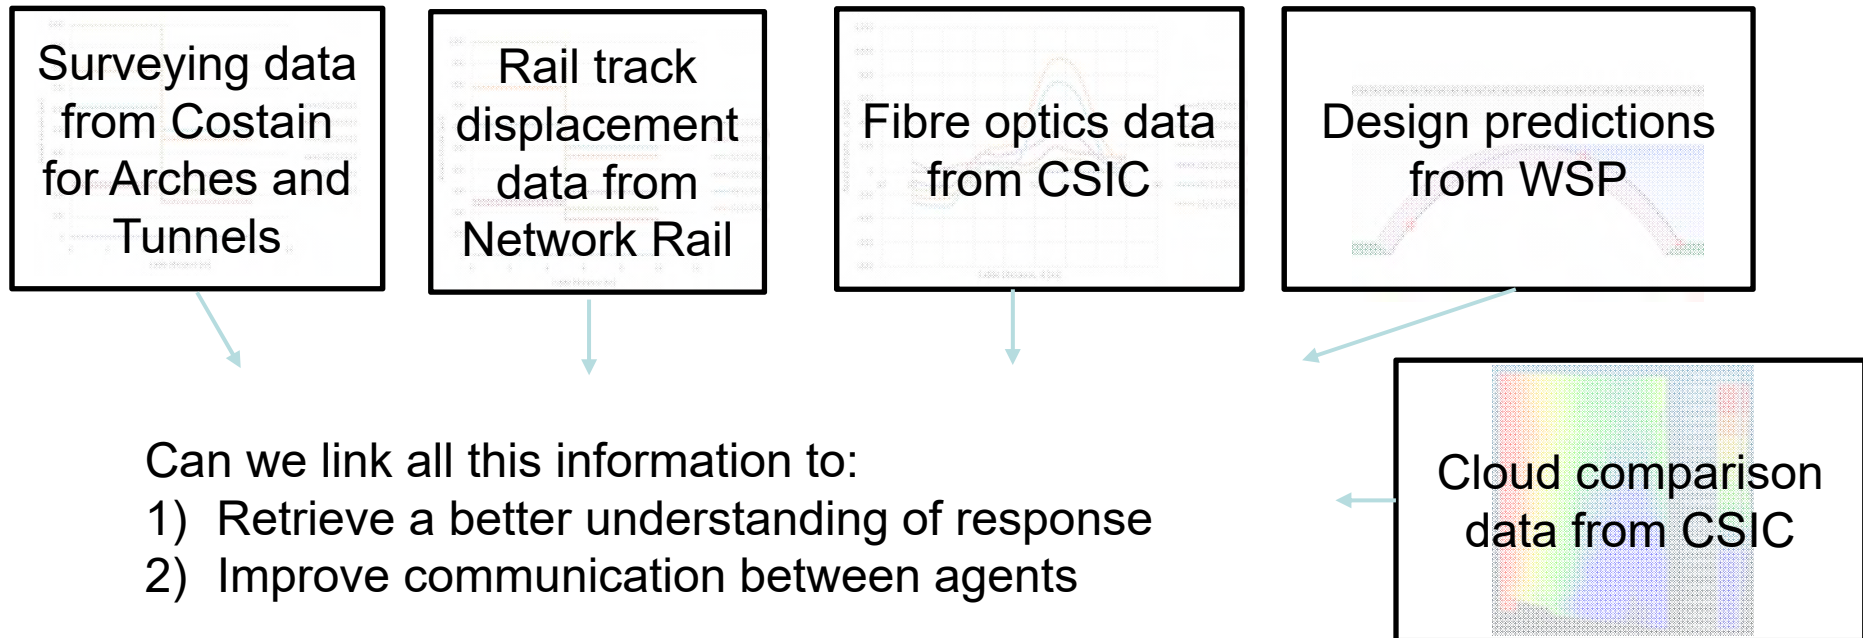 Surveying data
from Costain
for Arches and
Tunnels
Rail track
displacement
data from
Network Rail
Fibre optics data
from CSIC
Design predictions
from WSP
Can we link all this information to:
1) Retrieve a better understanding of response
2) Improve communication between agents
Cloud comparison
data from CSIC